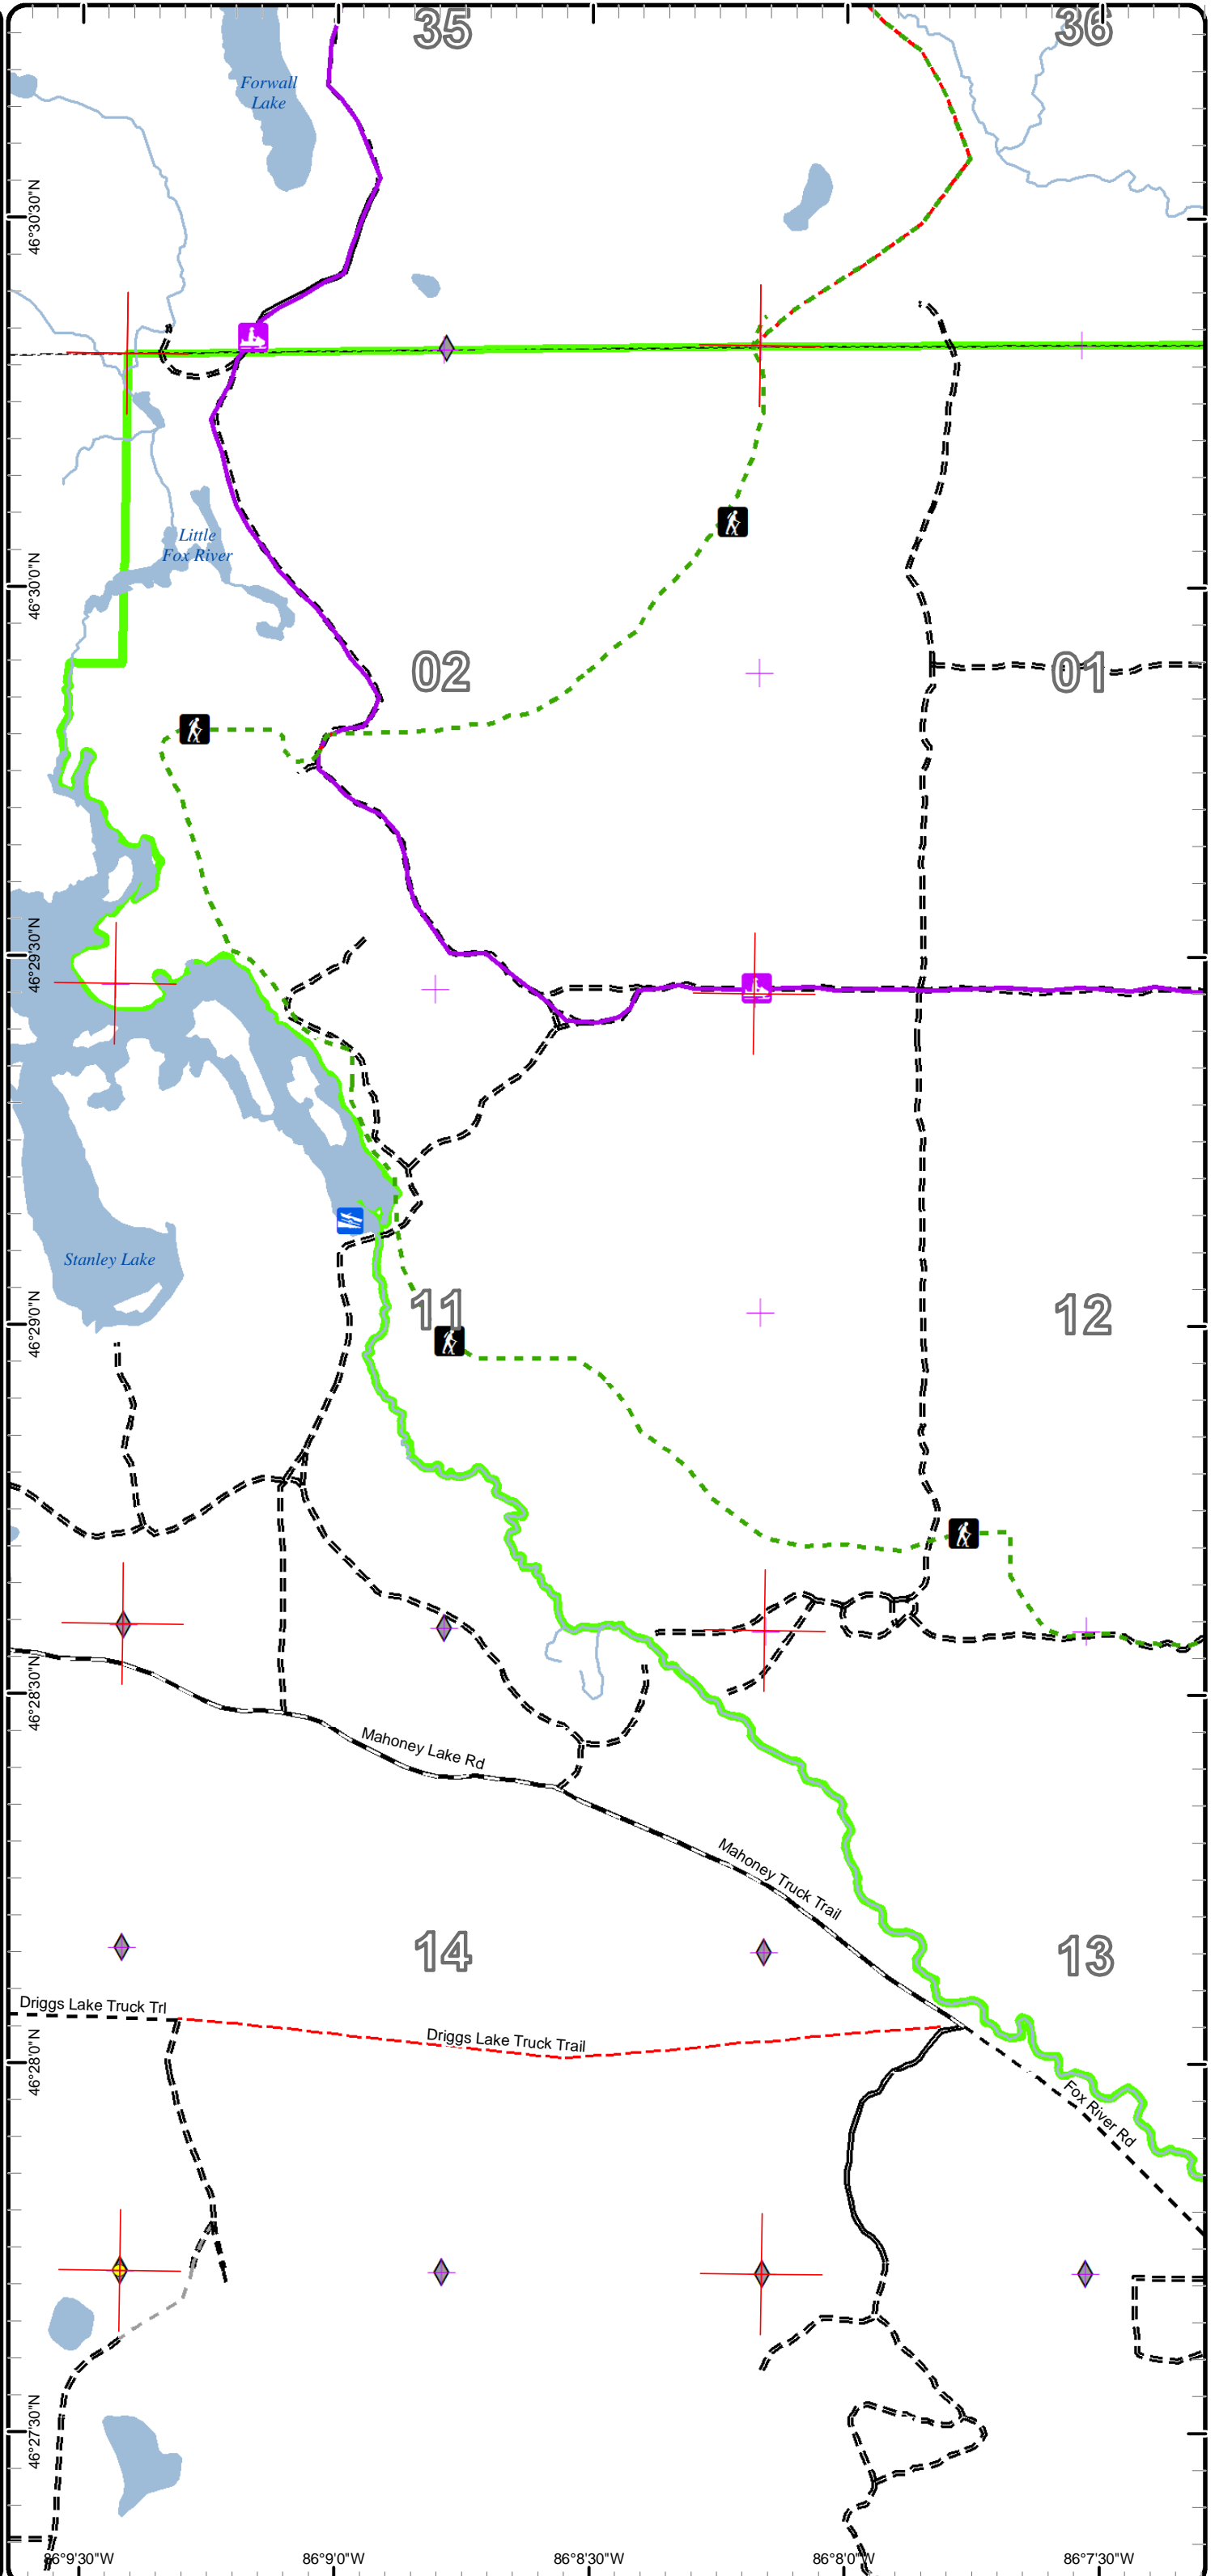 35
36
Forwall
Lake
46°30'30"N
Little
Fox River
46°30'0"N
02
01
46°29'30"N
Stanley Lake
46°29'0"N
11
12
46°28'30"N
Mahoney Lake Rd
Mahoney Truck Trail
14
13
Driggs Lake Truck Trl
Driggs Lake Truck Trail
46°28'0"N
Fox River Rd
46°27'30"N
86°9'30"W
86°9'0"W
86°8'30"W
86°8'0"W
86°7'30"W